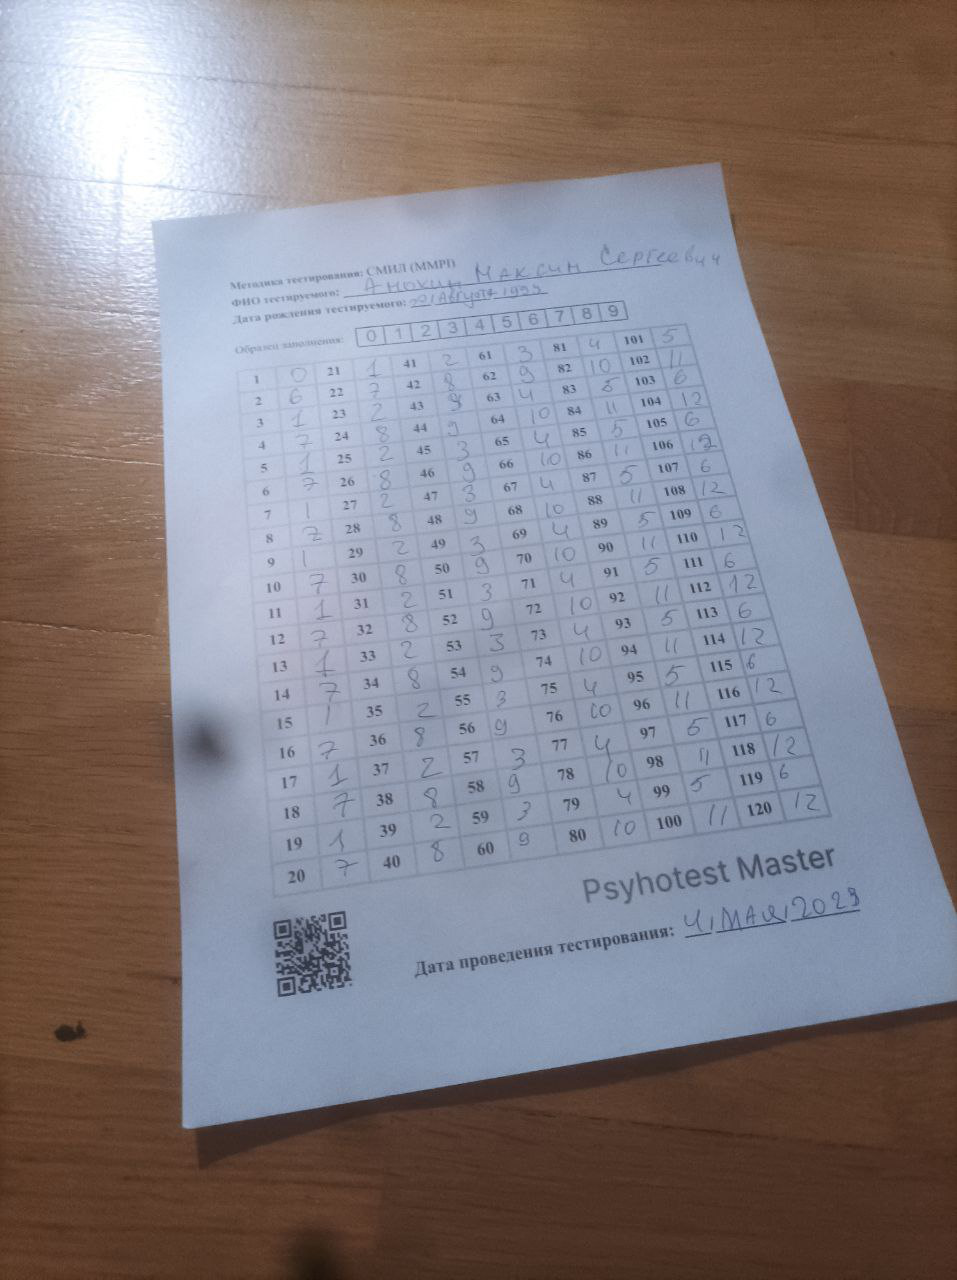 Методика тестирования: СМИЛ (MMPI)
ФИО тестируемого: Анохин Максим Сергеевич
Дата рождения тестируемого: 20/Августа/1999
Образец заполнения: 0 1 2 3 4 5 6 7 8 9
1 0 21 1 41 2 61 3 81 4 101 5
2 6 22 7 42 8 62 9 82 10 102 11
3 1 23 2 43 3 63 4 83 5 103 6
4 7 24 8 44 9 64 10 84 11 104 12
5 1 25 2 45 3 65 4 85 5 105 6
6 7 26 8 46 9 66 10 86 11 106 12
7 1 27 2 47 3 67 4 87 5 107 6
8 7 28 8 48 9 68 10 88 11 108 12
9 1 29 2 49 3 69 4 89 5 109 6
10 7 30 8 50 9 70 10 90 11 110 12
11 1 31 2 51 3 71 4 91 5 111 6
12 7 32 8 52 9 72 10 92 11 112 12
13 1 33 2 53 3 73 4 93 5 113 6
14 7 34 8 54 9 74 10 94 11 114 12
15 1 35 2 55 3 75 4 95 5 115 6
16 7 36 8 56 9 76 10 96 11 116 12
17 1 37 2 57 3 77 4 97 5 117 6
18 7 38 8 58 9 78 10 98 11 118 12
19 1 39 2 59 3 79 4 99 5 119 6
20 7 40 8 60 9 80 10 100 11 120 12
Psyhotest Master
Дата проведения тестирования: 4/МАЯ/2023